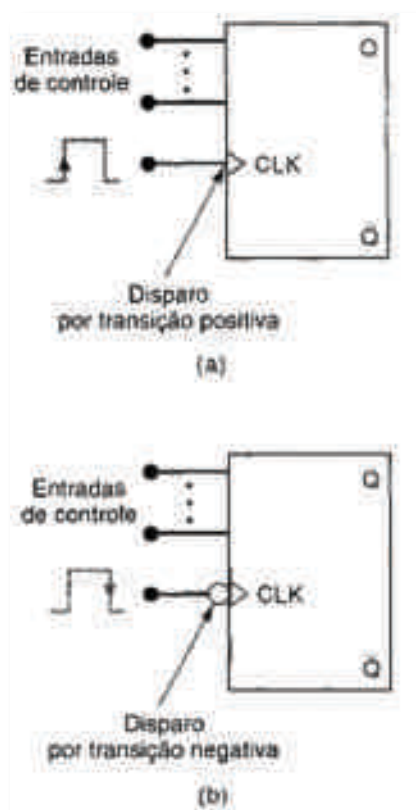 Entradas
de controle
Q
CLK
Q
Disparo
por transição positiva
(a)
Entradas
de controle
Q
CLK
Q
Disparo
por transição negativa
(b)